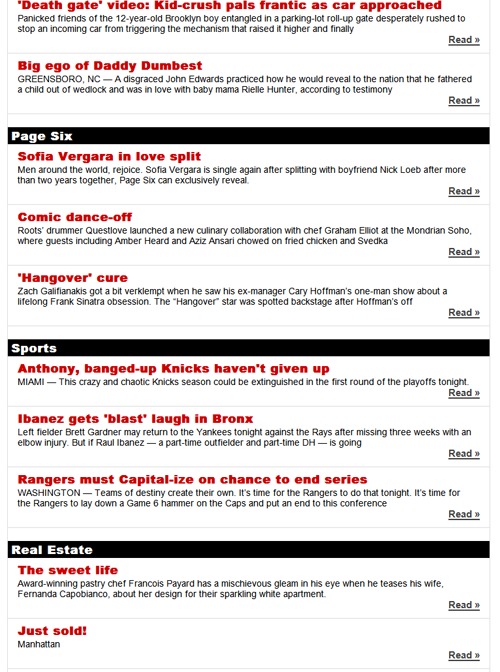 'Death gate' video: Kid-crush pals frantic as car approached
Panicked friends of the 12-year-old Brooklyn boy entangled in a parking-lot roll-up gate desperately rushed to
stop an incoming car from triggering the mechanism that raised it higher and finally
Read »
Big ego of Daddy Dumbest
GREENSBORO, NC — A disgraced John Edwards practiced how he would reveal to the nation that he fathered
a child out of wedlock and was in love with baby mama Rielle Hunter, according to testimony
Read »
Page Six
Sofia Vergara in love split
Men around the world, rejoice. Sofia Vergara is single again after splitting with boyfriend Nick Loeb after more
than two years together, Page Six can exclusively reveal.
Read »
Comic dance-off
Roots' drummer Questlove launched a new culinary collaboration with chef Graham Elliot at the Mondrian Soho,
where guests including Amber Heard and Aziz Ansari chowed on fried chicken and Svedka
Read »
'Hangover' cure
Zach Galifianakis got a bit verklempt when he saw his ex-manager Cary Hoffman's one-man show about a
lifelong Frank Sinatra obsession. The “Hangover” star was spotted backstage after Hoffman's off
Read »
Sports
Anthony, banged-up Knicks haven't given up
MIAMI — This crazy and chaotic Knicks season could be extinguished in the first round of the playoffs tonight.
Read »
Ibanez gets 'blast' laugh in Bronx
Left fielder Brett Gardner may return to the Yankees tonight against the Rays after missing three weeks with an
elbow injury. But if Raul Ibanez — a part-time outfielder and part-time DH — is going
Read »
Rangers must Capital-ize on chance to end series
WASHINGTON — Teams of destiny create their own. It's time for the Rangers to do that tonight. It's time for
the Rangers to lay down a Game 6 hammer on the Caps and put an end to this conference
Read »
Real Estate
The sweet life
Award-winning pastry chef Francois Payard has a mischievous gleam in his eye when he teases his wife,
Fernanda Capobianco, about her design for their sparkling white apartment.
Read »
Just sold!
Manhattan
Read »